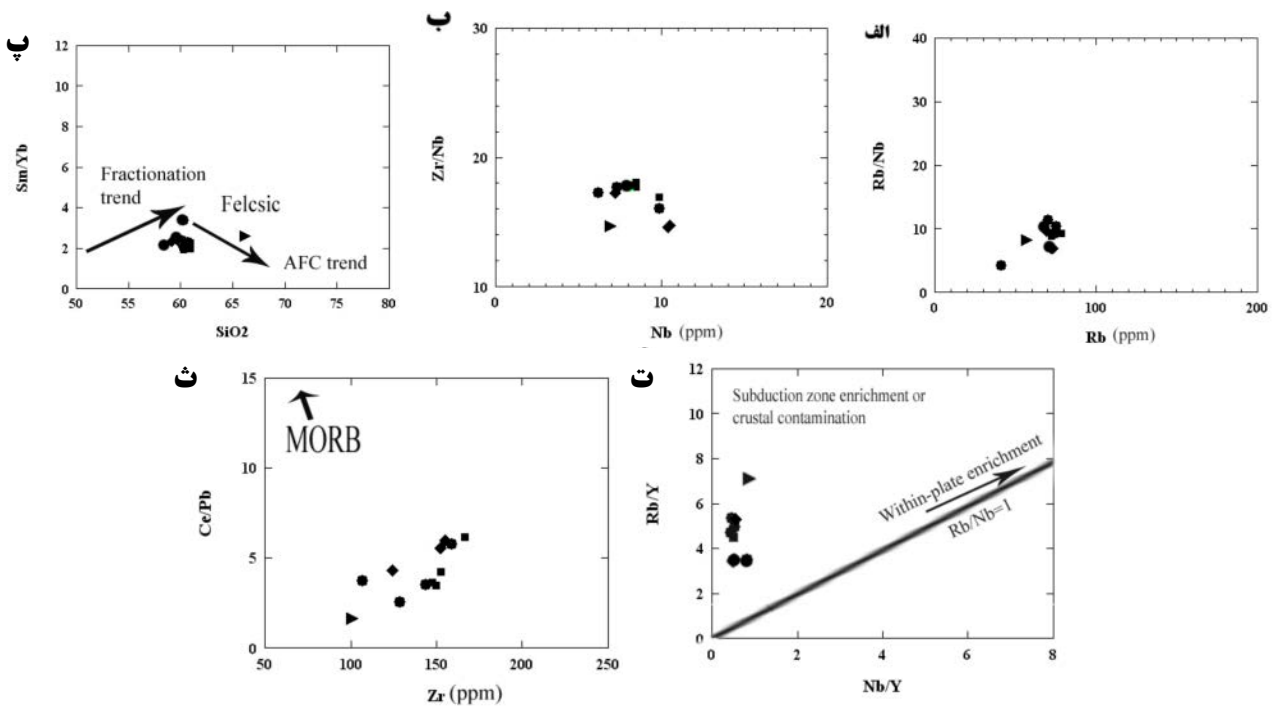 الف
40
30
20
10
0
Rb/Nb
0
100
200
Rb (ppm)
ب
30
20
10
Zr/Nb
0
10
20
Nb (ppm)
پ
12
10
8
6
4
2
0
Sm/Yb
Fractionation
trend
Felcsic
AFC trend
50
55
60
65
70
75
80
SiO2
ت
12
10
8
6
4
2
0
Rb/Y
Subduction zone enrichment or
crustal contamination
Within-plate enrichment
Rb/Nb=1
0
2
4
6
8
Nb/Y
ث
15
10
5
0
Ce/Pb
MORB
50
100
150
200
250
Zr (ppm)